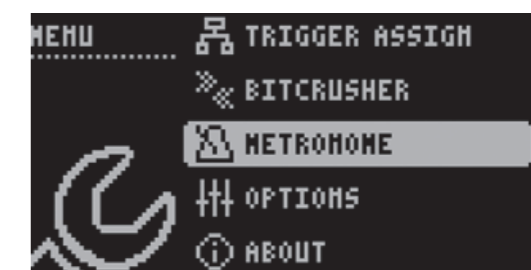 MENU
TRIGGER ASSIGN
BITCRUSHER
METRONOME
OPTIONS
ABOUT